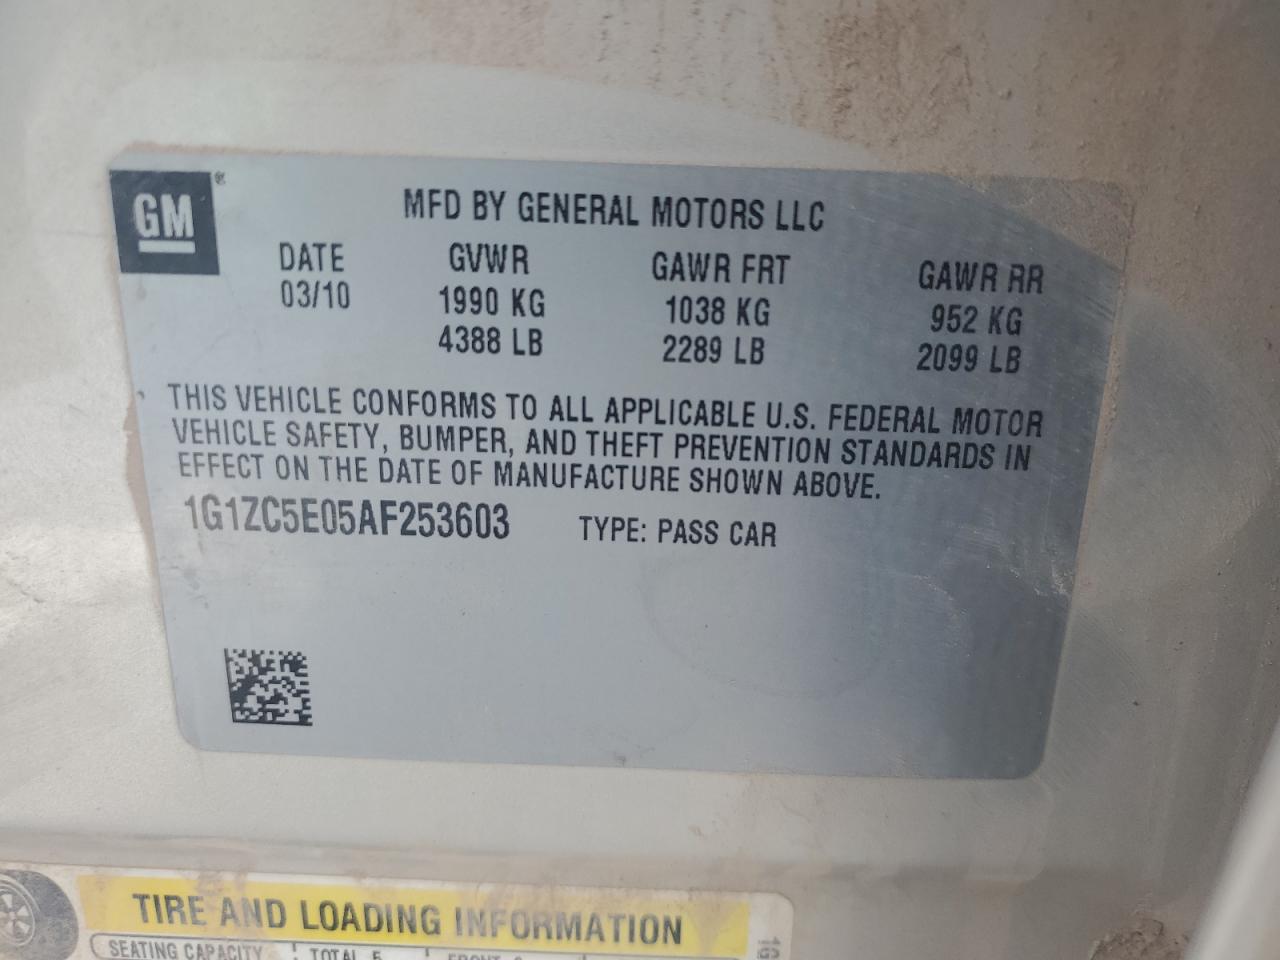 GM
MFD BY GENERAL MOTORS LLC
DATE GVWR GAWR FRT GAWR RR
03/10 1990 KG 1038 KG 952 KG
4388 LB 2289 LB 2099 LB
THIS VEHICLE CONFORMS TO ALL APPLICABLE U.S. FEDERAL MOTOR
VEHICLE SAFETY, BUMPER, AND THEFT PREVENTION STANDARDS IN
EFFECT ON THE DATE OF MANUFACTURE SHOWN ABOVE.
1G1ZC5E05AF253603 TYPE: PASS CAR
TIRE AND LOADING INFORMATION
SEATING CAPACITY TOTAL 5 FRONT